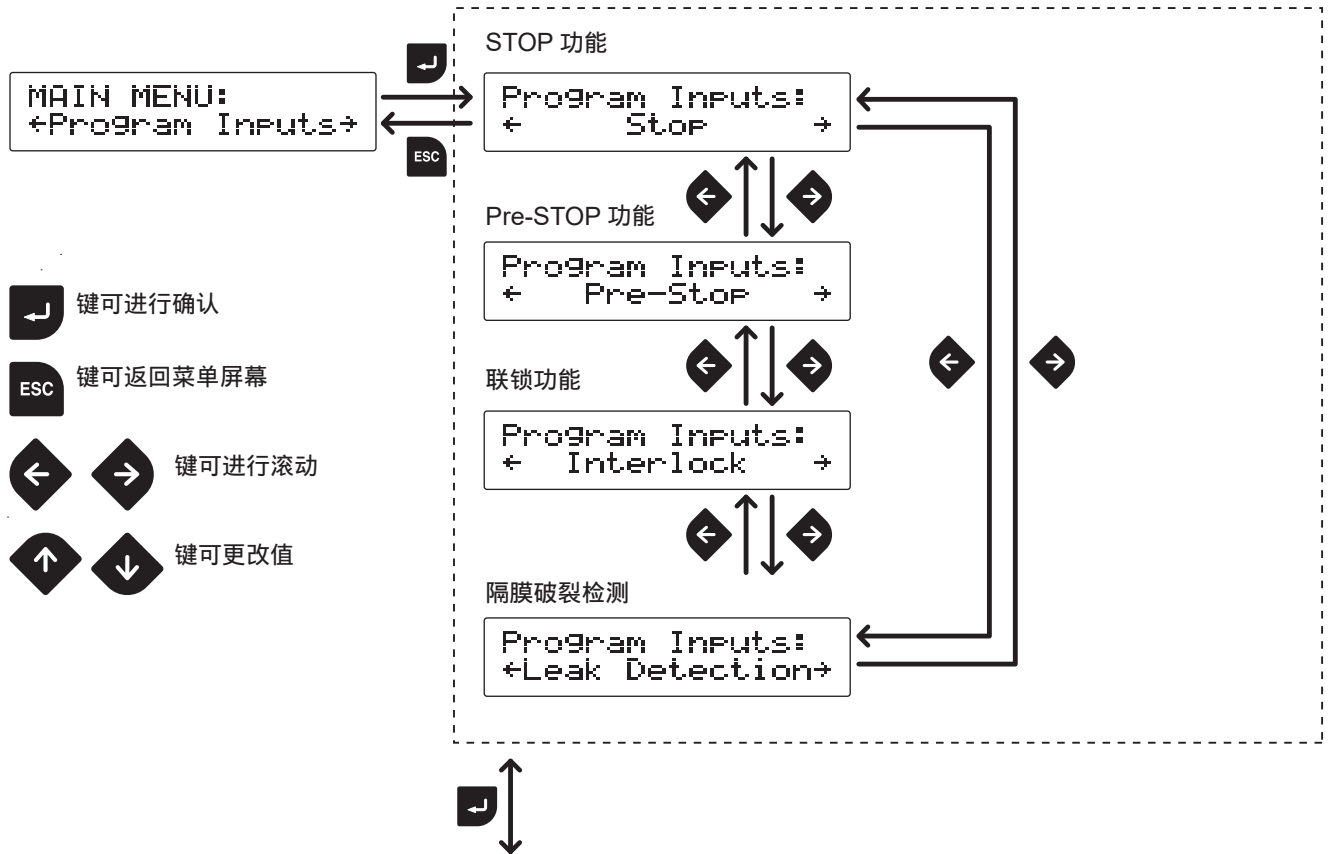 STOP 功能
MAIN MENU:
←Program Inputs→
ESC
Program Inputs:
← Stop →
Pre-STOP 功能
Program Inputs:
← Pre-Stop →
键可进行确认
ESC 键可返回菜单屏幕
键可进行滚动
键可更改值
联锁功能
Program Inputs:
← Interlock →
隔膜破裂检测
Program Inputs:
←Leak Detection→